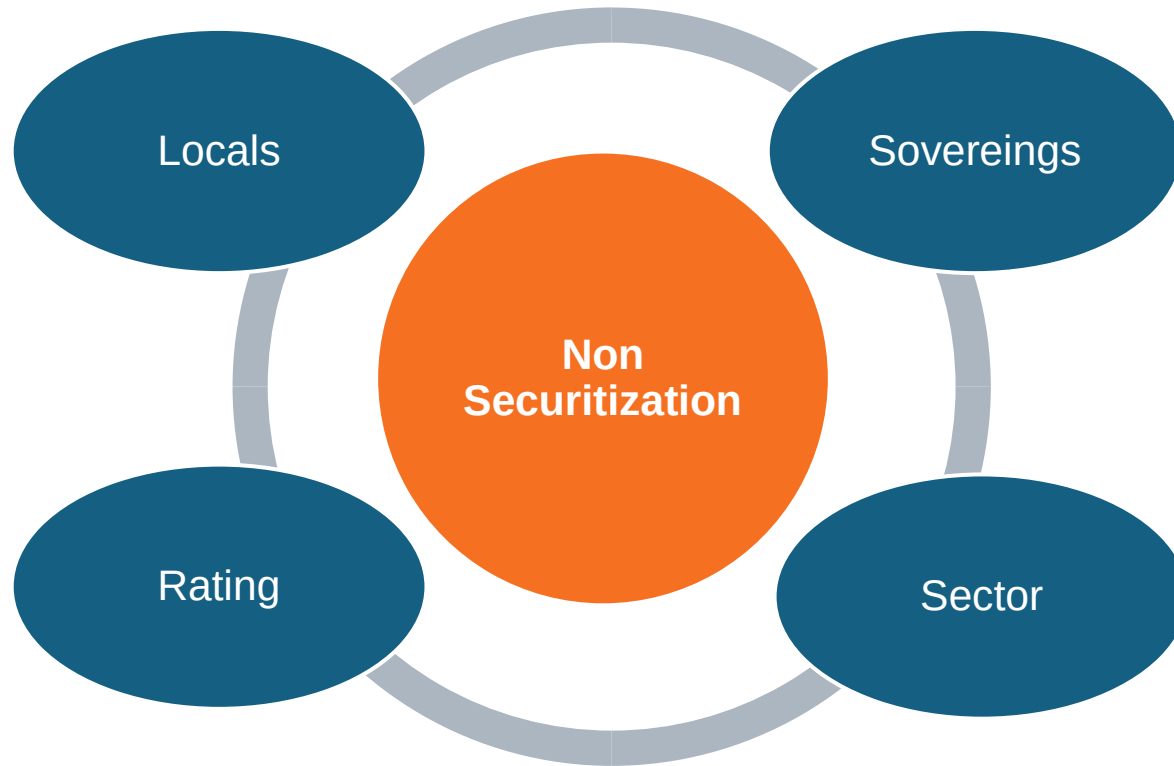 Locals
Sovereings
Non
Securitization
Rating
Sector